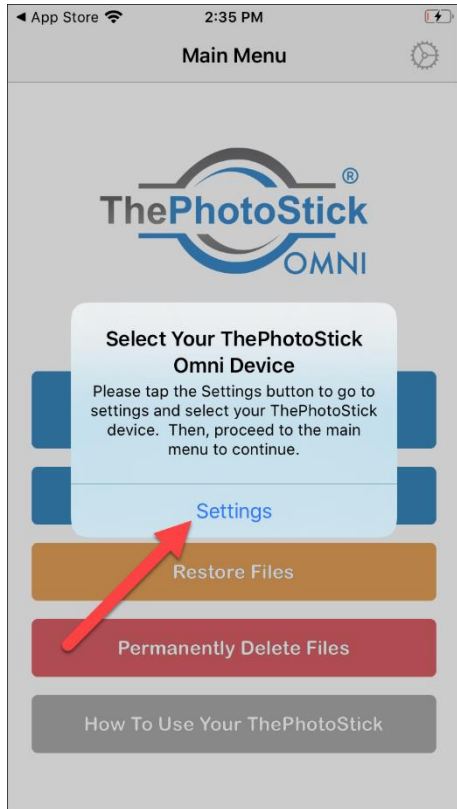 App Store 2:35 PM
Main Menu
ThePhotoStick®
OMNI
Select Your ThePhotoStick
Omni Device
Please tap the Settings button to go to
settings and select your ThePhotoStick
device. Then, proceed to the main
menu to continue.
Settings
Restore Files
Permanently Delete Files
How To Use Your ThePhotoStick